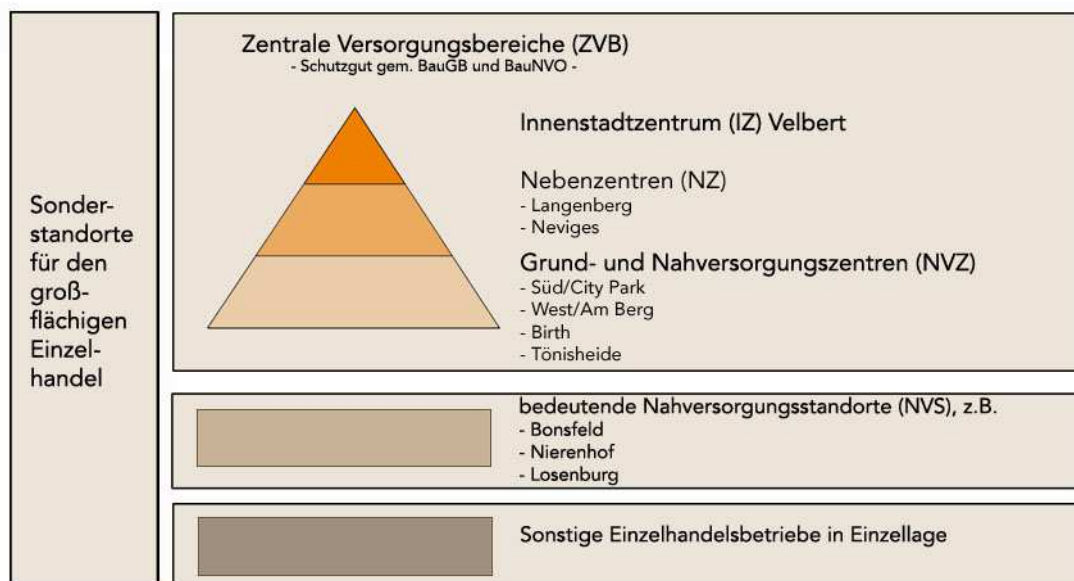 Sonder-
standorte
für den
groß-
flächigen
Einzel-
handel
Zentrale Versorgungsbereiche (ZVB)
- Schutzgut gem. BauGB und BauNVO -
Innenstadtzentrum (IZ) Velbert
Nebenzentren (NZ)
- Langenberg
- Neviges
Grund- und Nahversorgungszentren (NVZ)
- Süd/City Park
- West/Am Berg
- Birth
- Tönisheide
bedeutende Nahversorgungsstandorte (NVS), z.B.
- Bonsfeld
- Nierenhof
- Losenburg
Sonstige Einzelhandelsbetriebe in Einzellage